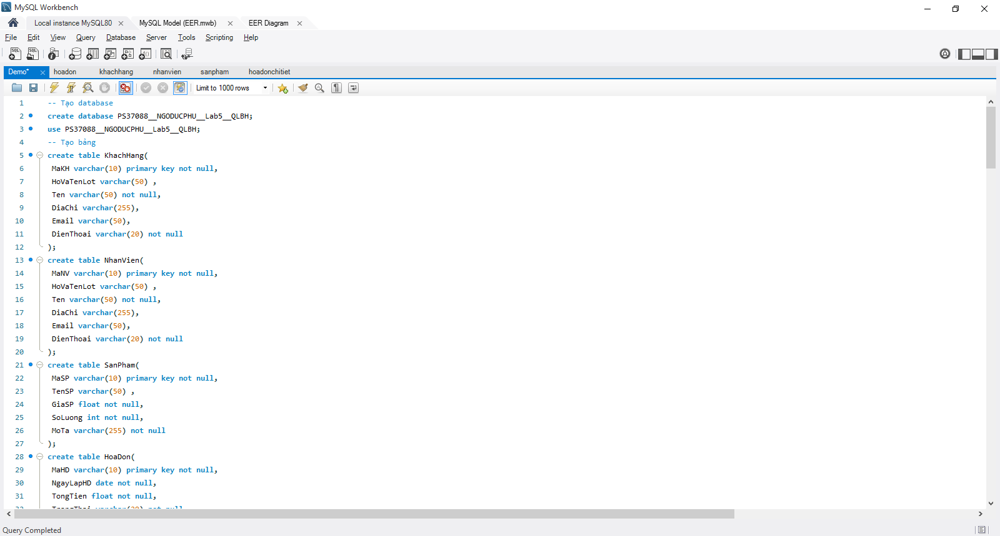 MySQL Workbench
Local instance MySQL80
MySQL Model (EER.mwb)
EER Diagram
File Edit View Query Database Server Tools Scripting Help
Demo* hoadon khachhang nhanvien sanpham hoadonchitiet
Limit to 1000 rows
1 -- Tạo database
2 create database PS37088__NGODUCPHU__Lab5__QLBH;
3 use PS37088__NGODUCPHU__Lab5__QLBH;
4 -- Tạo bảng
5 create table KhachHang(
6 MaKH varchar(10) primary key not null,
7 HoVaTenLot varchar(50) ,
8 Ten varchar(50) not null,
9 DiaChi varchar(255),
10 Email varchar(50),
11 DienThoai varchar(20) not null
12 );
13 create table NhanVien(
14 MaNV varchar(10) primary key not null,
15 HoVaTenLot varchar(50) ,
16 Ten varchar(50) not null,
17 DiaChi varchar(255),
18 Email varchar(50),
19 DienThoai varchar(20) not null
20 );
21 create table SanPham(
22 MaSP varchar(10) primary key not null,
23 TenSP varchar(50) ,
24 GiaSP float not null,
25 SoLuong int not null,
26 MoTa varchar(255) not null
27 );
28 create table HoaDon(
29 MaHD varchar(10) primary key not null,
30 NgayLapHD date not null,
31 TongTien float not null,
Query Completed